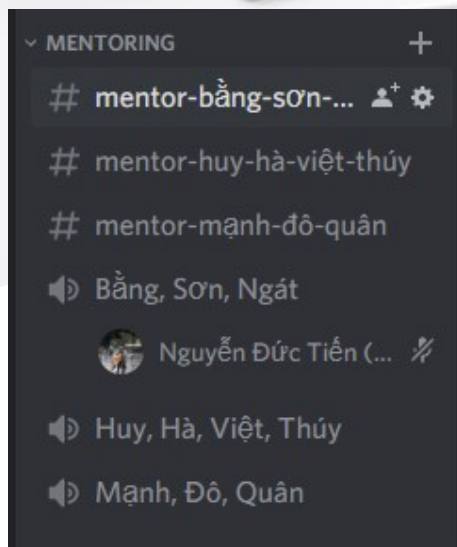 MENTORING
# mentor-bằng-sơn-...
# mentor-huy-hà-việt-thúy
# mentor-mạnh-đô-quân
Bằng, Sơn, Ngát
Nguyễn Đức Tiến (...
Huy, Hà, Việt, Thúy
Mạnh, Đô, Quân